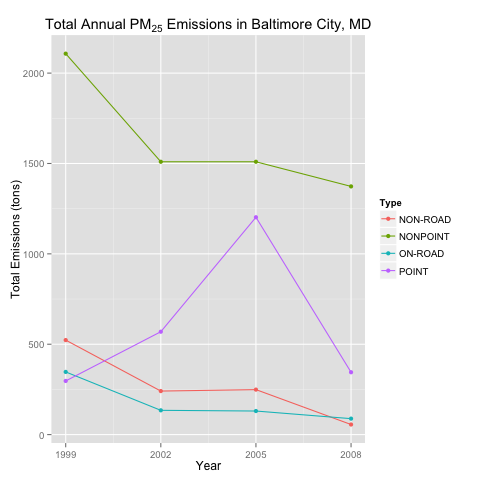 Total Annual PM₂₅ Emissions in Baltimore City, MD
Total Emissions (tons)
2000
1500
1000
500
0
1999 2002 2005 2008
Year
Type
NON-ROAD
NONPOINT
ON-ROAD
POINT